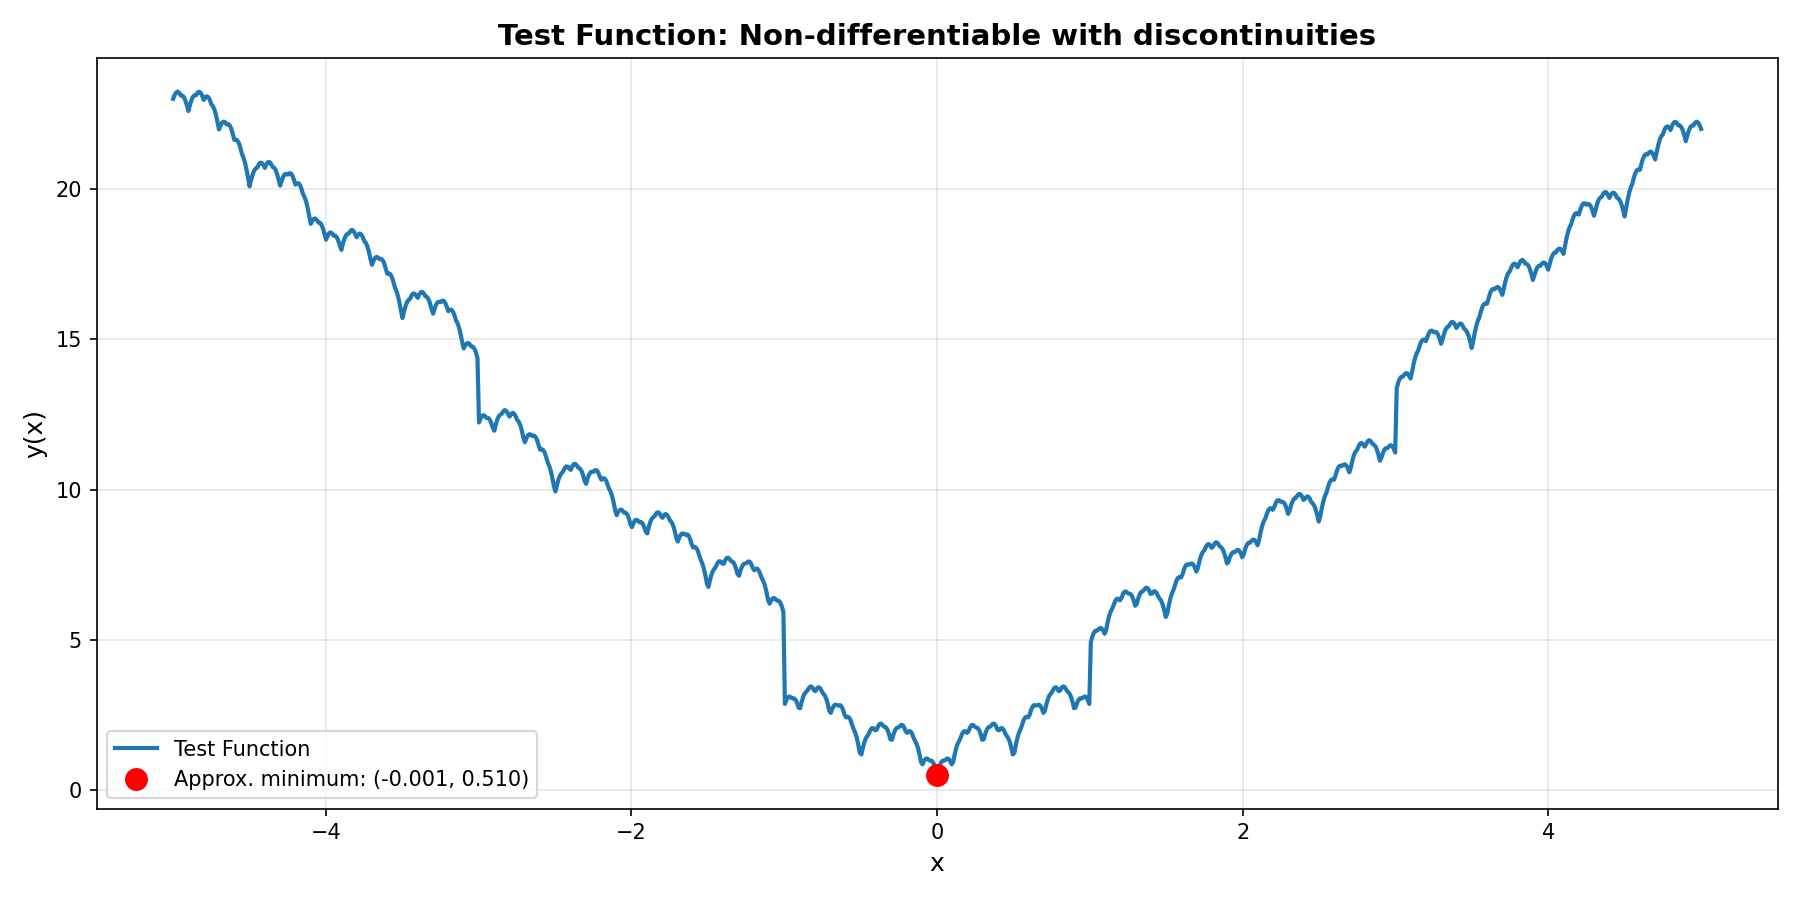 Test Function: Non-differentiable with discontinuities
y(x)
20
15
10
5
0
Test Function
Approx. minimum: (-0.001, 0.510)
−4
−2
0
2
4
x